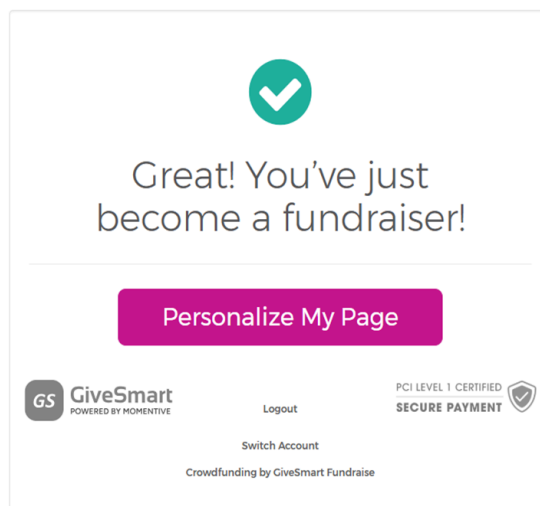 Great! You’ve just
become a fundraiser!
Personalize My Page
GS
GiveSmart
POWERED BY MOMENTIVE
Logout
PCI LEVEL 1 CERTIFIED
SECURE PAYMENT
Switch Account
Crowdfunding by GiveSmart Fundraise